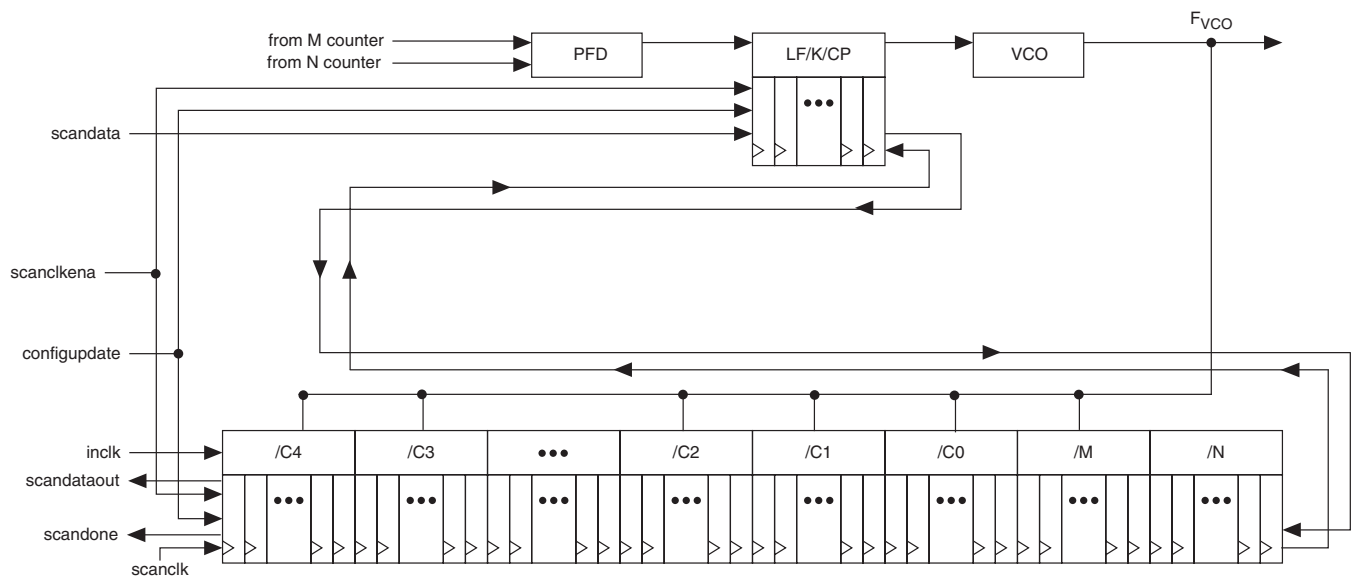 F_VCO
from M counter
from N counter
PFD
LF/K/CP
VCO
scandata
scanclkena
configupdate
inclk
/C4
/C3
/C2
/C1
/C0
/M
/N
scandataout
scandone
scanclk